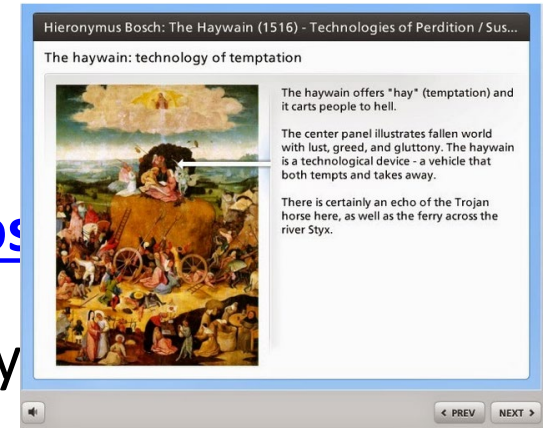 Hieronymus Bosch: The Haywain (1516) - Technologies of Perdition / Sus...
The haywain: technology of temptation
The haywain offers "hay" (temptation) and
it carts people to hell.
The center panel illustrates fallen world
with lust, greed, and gluttony. The haywain
is a technological device - a vehicle that
both tempts and takes away.
There is certainly an echo of the Trojan
horse here, as well as the ferry across the
river Styx.
os
y
< PREV NEXT >